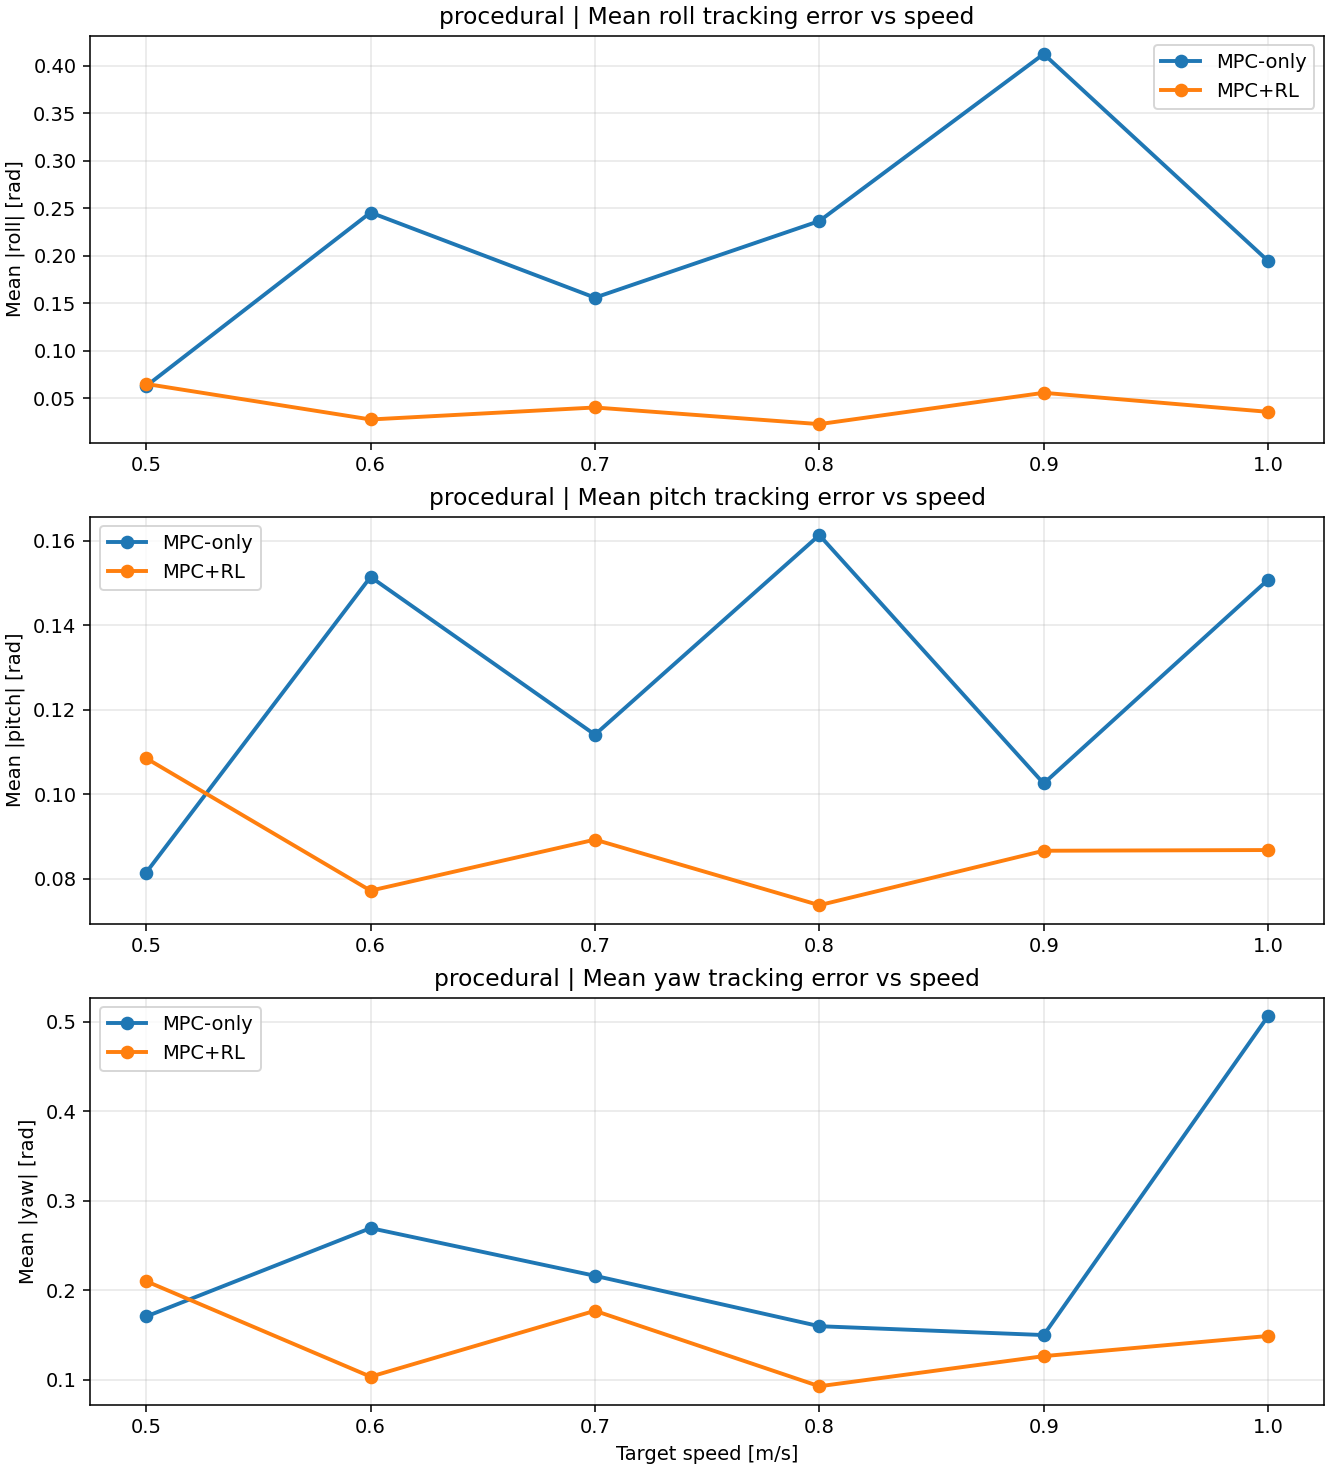 procedural | Mean roll tracking error vs speed
Mean |roll| [rad]
0.40
0.35
0.30
0.25
0.20
0.15
0.10
0.05
MPC-only
MPC+RL
0.5 0.6 0.7 0.8 0.9 1.0
procedural | Mean pitch tracking error vs speed
Mean |pitch| [rad]
0.16
0.14
0.12
0.10
0.08
MPC-only
MPC+RL
0.5 0.6 0.7 0.8 0.9 1.0
procedural | Mean yaw tracking error vs speed
Mean |yaw| [rad]
0.5
0.4
0.3
0.2
0.1
MPC-only
MPC+RL
0.5 0.6 0.7 0.8 0.9 1.0
Target speed [m/s]